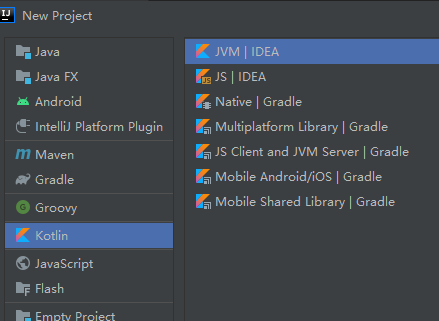 New Project
Java
Java FX
Android
IntelliJ Platform Plugin
Maven
Gradle
Groovy
Kotlin
JavaScript
Flash
Empty Project
JVM | IDEA
JS | IDEA
Native | Gradle
Multiplatform Library | Gradle
JS Client and JVM Server | Gradle
Mobile Android/iOS | Gradle
Mobile Shared Library | Gradle